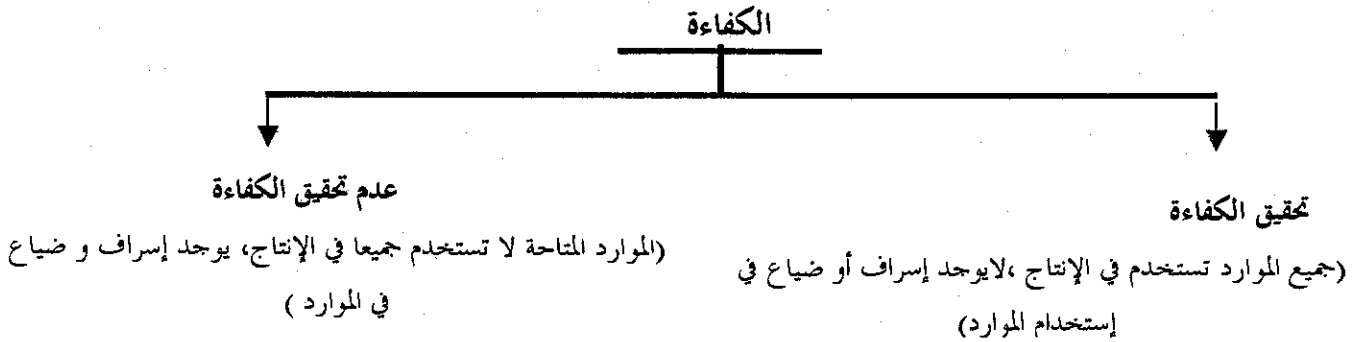 الكفاءة
تحقيق الكفاءة
(جميع الموارد تستخدم في الإنتاج ،لايوجد إسراف أو ضياع في
إستخدام الموارد)
عدم تحقيق الكفاءة
(الموارد المتاحة لا تستخدم جميعا في الإنتاج، يوجد إسراف و ضياع
في الموارد )